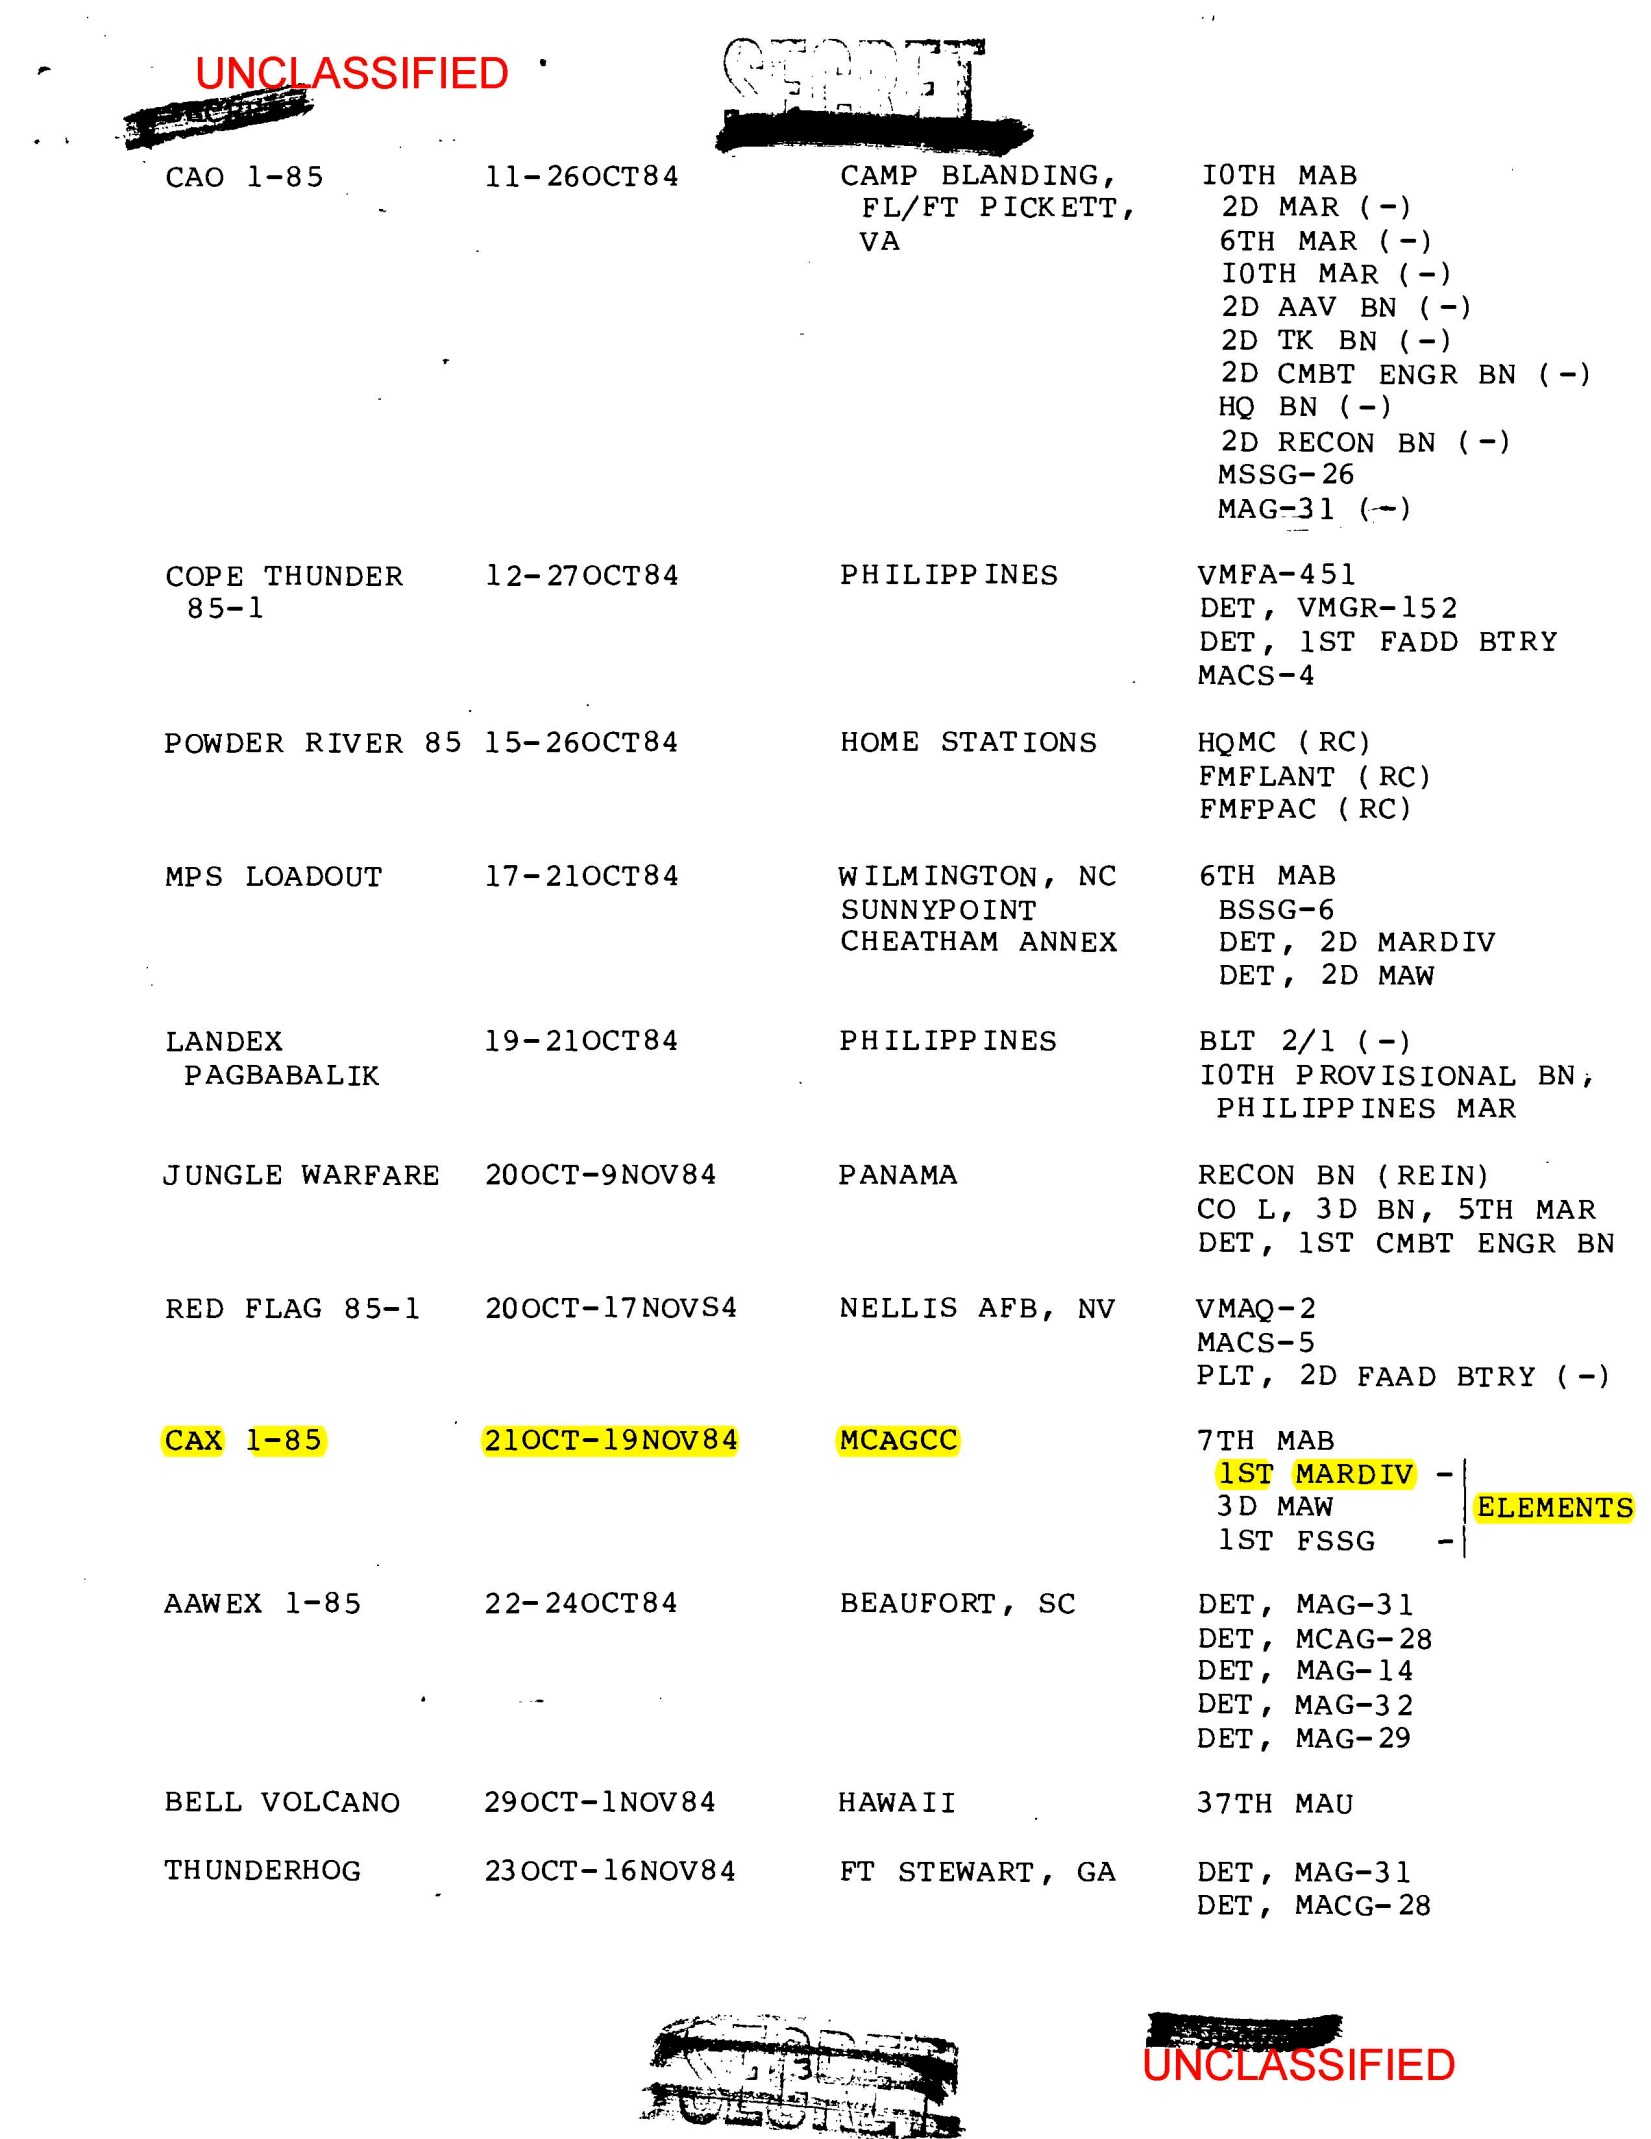 UNCLASSIFIED
SECRET
CAO 1-85 11-26OCT84 CAMP BLANDING, I0TH MAB
FL/FT PICKETT, 2D MAR (-)
VA 6TH MAR (-)
I0TH MAR (-)
2D AAV BN (-)
2D TK BN (-)
2D CMBT ENGR BN (-)
HQ BN (-)
2D RECON BN (-)
MSSG-26
MAG-31 (-)
COPE THUNDER 12-27OCT84 PHILIPPINES VMFA-451
85-1 DET, VMGR-152
DET, 1ST FADD BTRY
MACS-4
POWDER RIVER 85 15-26OCT84 HOME STATIONS HQMC (RC)
FMFLANT (RC)
FMFPAC (RC)
MPS LOADOUT 17-21OCT84 WILMINGTON, NC 6TH MAB
SUNNYPOINT BSSG-6
CHEATHAM ANNEX DET, 2D MARDIV
DET, 2D MAW
LANDEX 19-21OCT84 PHILIPPINES BLT 2/1 (-)
PAGBABALIK I0TH PROVISIONAL BN,
PHILIPPINES MAR
JUNGLE WARFARE 20OCT-9NOV84 PANAMA RECON BN (REIN)
CO L, 3D BN, 5TH MAR
DET, 1ST CMBT ENGR BN
RED FLAG 85-1 20OCT-17NOVS4 NELLIS AFB, NV VMAQ-2
MACS-5
PLT, 2D FAAD BTRY (-)
CAX 1-85 21OCT-19NOV84 MCAGCC 7TH MAB
1ST MARDIV -
3D MAW ELEMENTS
1ST FSSG -
AAWEX 1-85 22-24OCT84 BEAUFORT, SC DET, MAG-31
DET, MCAG-28
DET, MAG-14
DET, MAG-32
DET, MAG-29
BELL VOLCANO 29OCT-1NOV84 HAWAII 37TH MAU
THUNDERHOG 23OCT-16NOV84 FT STEWART, GA DET, MAG-31
DET, MACG-28
SECRET
UNCLASSIFIED